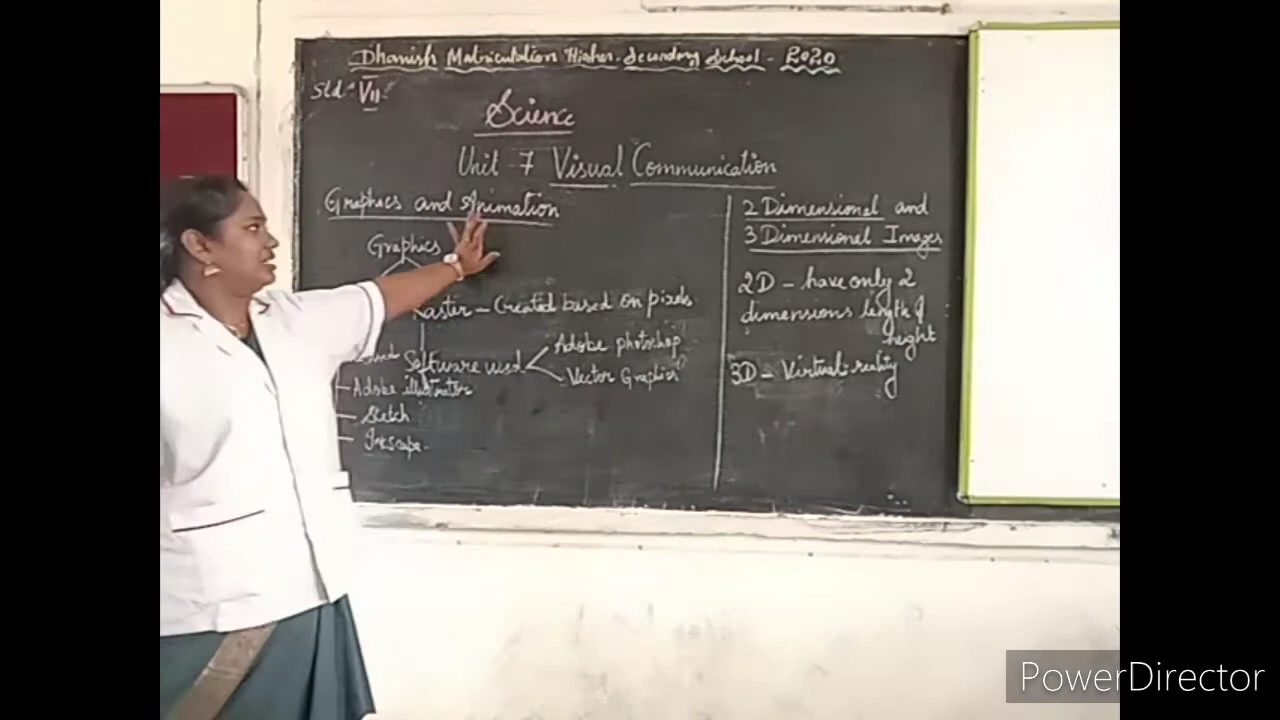 Dhanish Matriculation Higher Secondary School - 2020
Std - VII
Science
Unit 7 Visual Communication
Graphics and Animation
Graphics
Raster - Created based on pixels
Software used
Adobe photoshop
Vector Graphics
Adobe illustrator
Sketch
Inkscape
2 Dimensional and
3 Dimensional Images
2D - have only 2
dimensions length &
height
3D - Virtual reality
PowerDirector